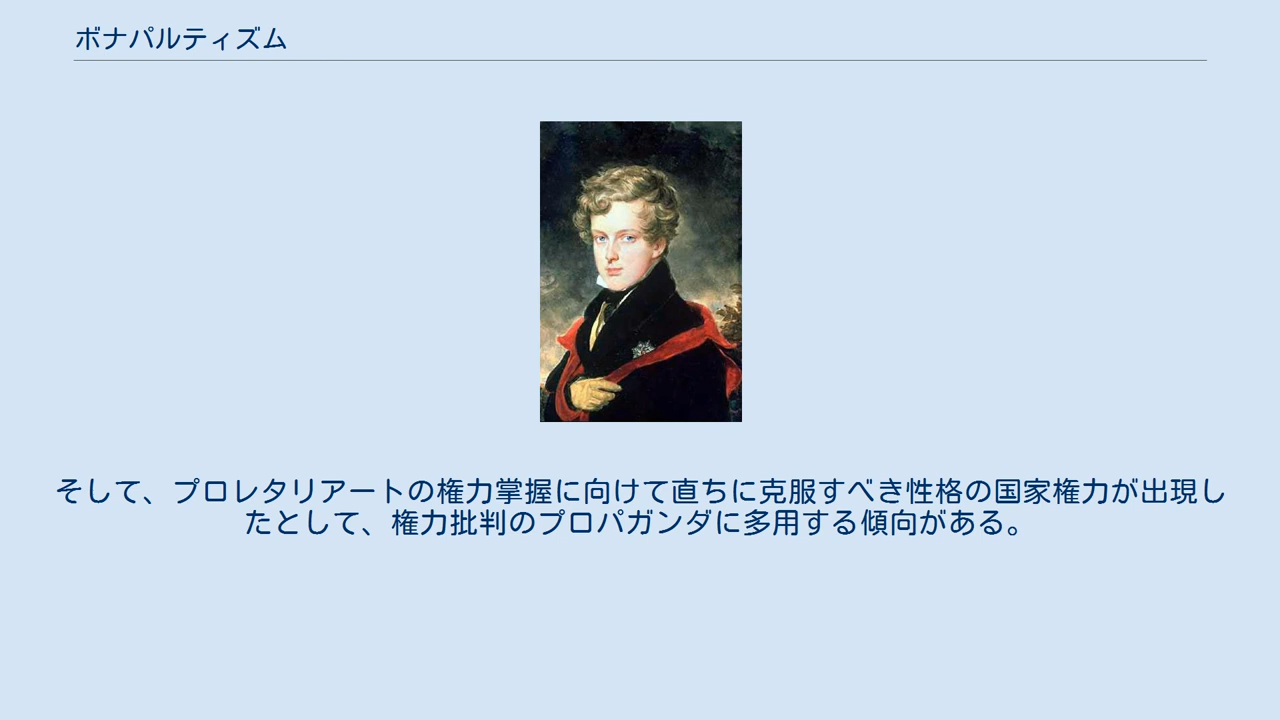 ボナパルティズム
そして、プロレタリアートの権力掌握に向けて直ちに克服すべき性格の国家権力が出現し
たとして、権力批判のプロパガンダに多用する傾向がある。